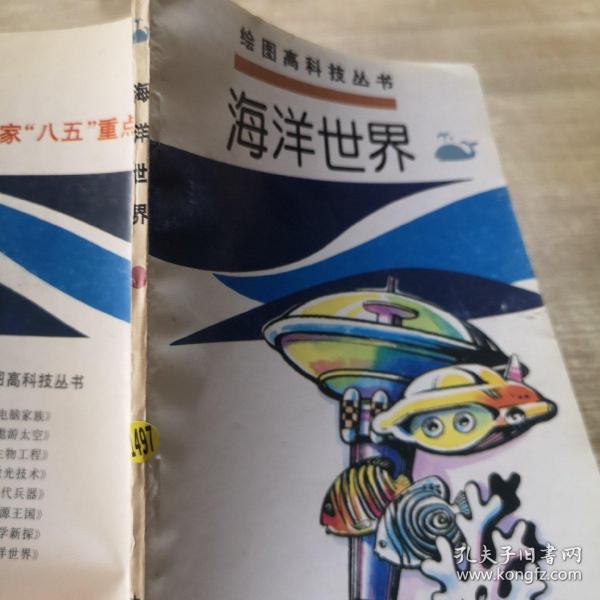 绘图高科技丛书
海洋世界
海洋世界
1497
家“八五”重点
图高科技丛书
电脑家族》
遨游太空》
生物工程》
激光技术》
代兵器》
源王国》
学新探》
洋世界》
孔夫子旧书网
www.kongfz.com